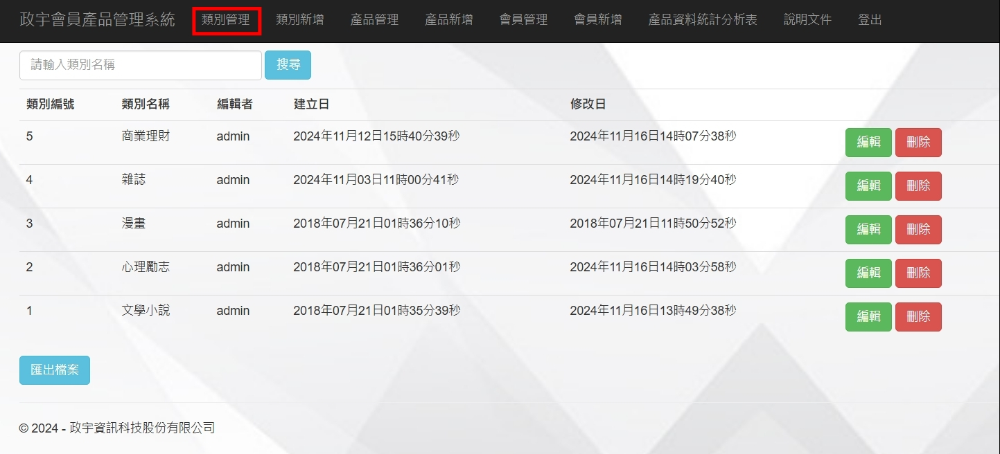 政宇會員產品管理系統 類別管理 類別新增 產品管理 產品新增 會員管理 會員新增 產品資料統計分析表 說明文件 登出
請輸入類別名稱 搜尋
類別編號 類別名稱 編輯者 建立日 修改日
5 商業理財 admin 2024年11月12日15時40分39秒 2024年11月16日14時07分38秒 編輯 刪除
4 雜誌 admin 2024年11月03日11時00分41秒 2024年11月16日14時19分40秒 編輯 刪除
3 漫畫 admin 2018年07月21日01時36分10秒 2018年07月21日11時50分52秒 編輯 刪除
2 心理勵志 admin 2018年07月21日01時36分01秒 2024年11月16日14時03分58秒 編輯 刪除
1 文學小說 admin 2018年07月21日01時35分39秒 2024年11月16日13時49分38秒 編輯 刪除
匯出檔案
© 2024 - 政宇資訊科技股份有限公司